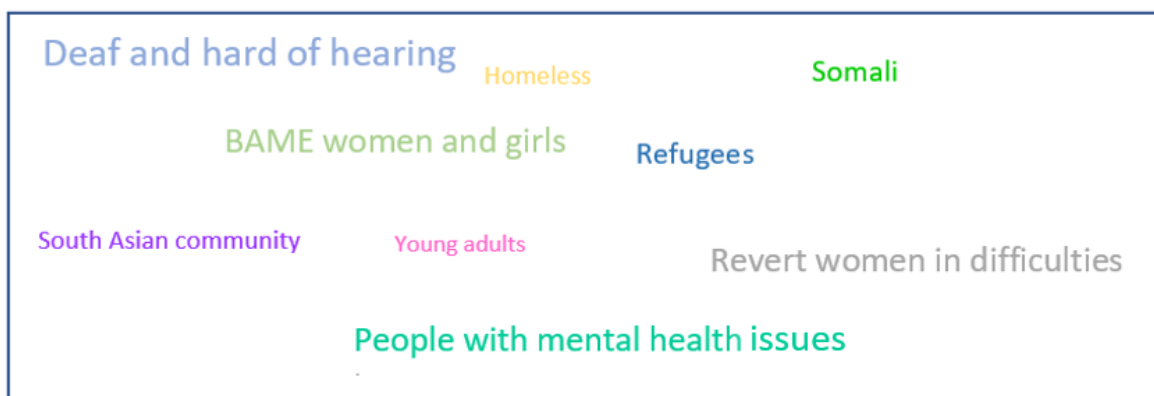 Deaf and hard of hearing
Homeless
Somali
BAME women and girls
Refugees
South Asian community
Young adults
Revert women in difficulties
People with mental health issues